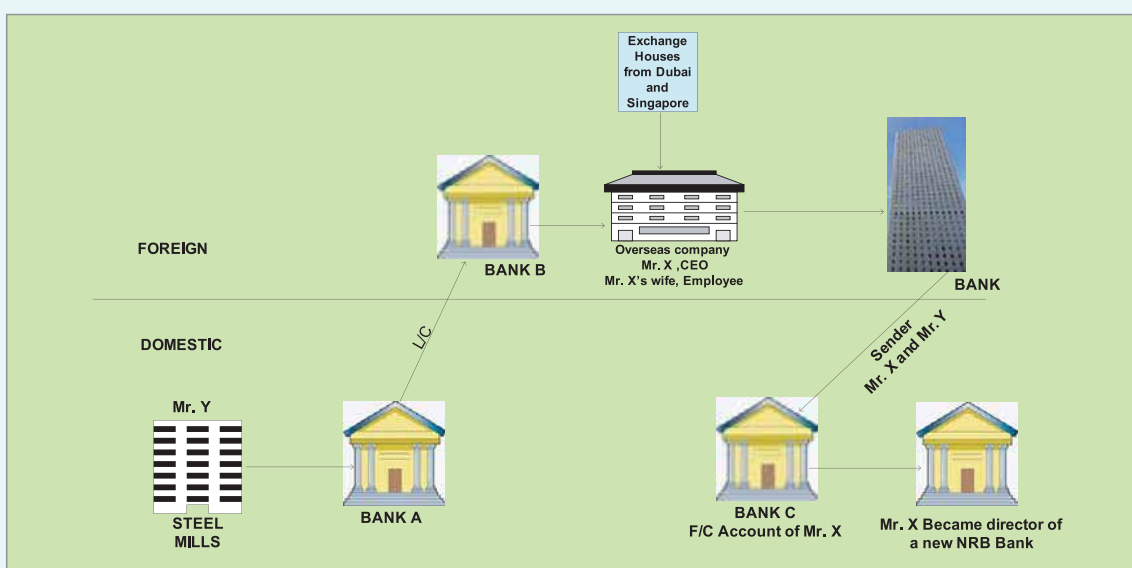 Exchange
Houses
from Dubai
and
Singapore
FOREIGN
BANK B
Overseas company
Mr. X ,CEO
Mr. X's wife, Employee
BANK
L/C
Sender
Mr. X and Mr. Y
DOMESTIC
Mr. Y
STEEL
MILLS
BANK A
BANK C
F/C Account of Mr. X
Mr. X Became director of
a new NRB Bank